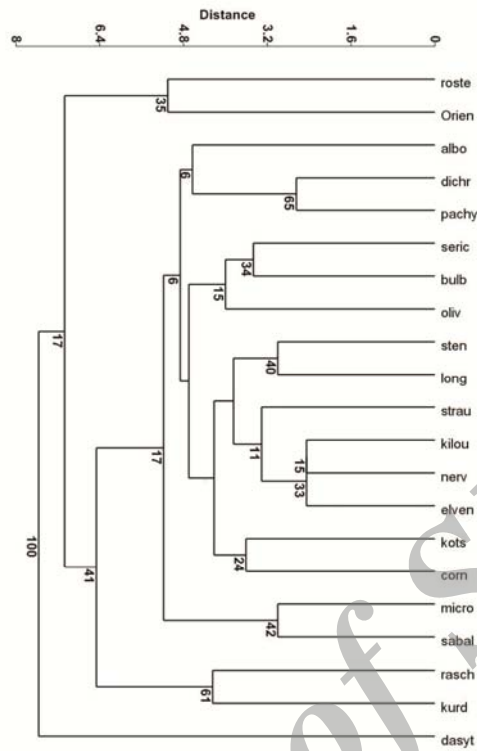 Distance
8 6.4 4.8 3.2 1.6 0
roste
35
Orien
albo
6
dichr
65
pachy
seric
34
bulb
6
15
oliv
17
sten
40
long
strau
11
kilou
15
17
nerv
33
elven
100
41
kots
24
corn
micro
42
sabal
rasch
61
kurd
dasyt
of S